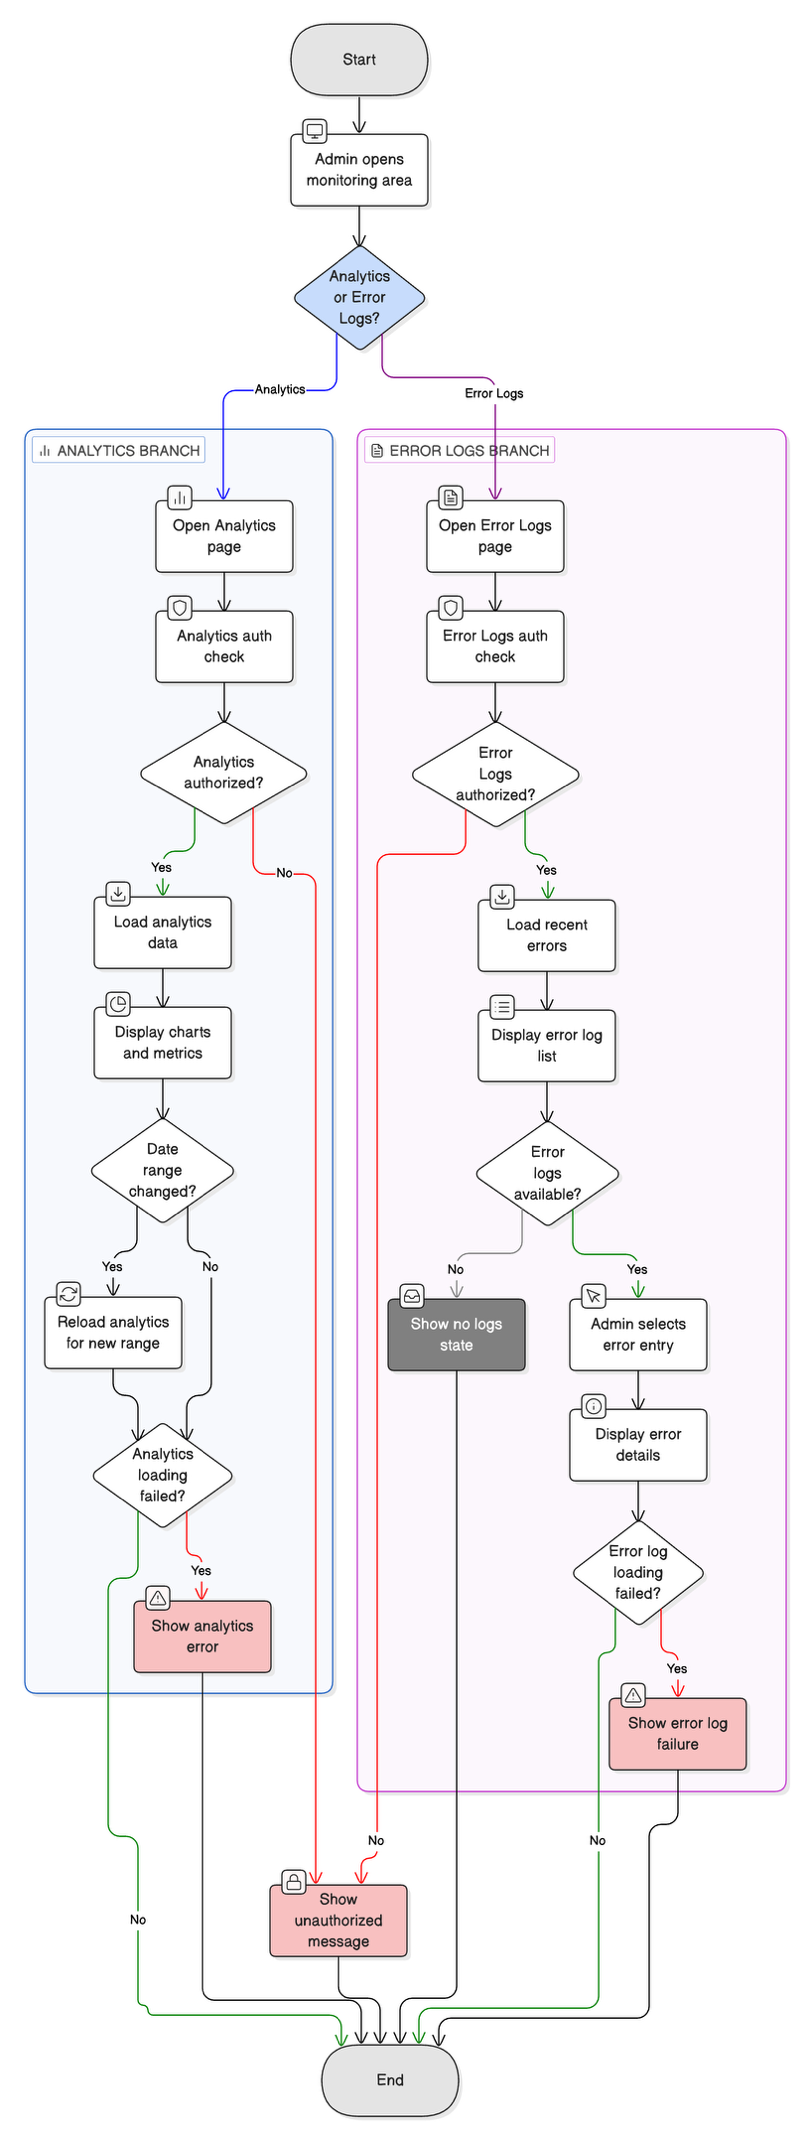 Start
Admin opens
monitoring area
Analytics
or Error
Logs?
Analytics
Error Logs
ANALYTICS BRANCH
Open Analytics
page
Analytics auth
check
Analytics
authorized?
Yes
No
Load analytics
data
Display charts
and metrics
Date
range
changed?
Yes
No
Reload analytics
for new range
Analytics
loading
failed?
Yes
Show analytics
error
No
ERROR LOGS BRANCH
Open Error Logs
page
Error Logs auth
check
Error
Logs
authorized?
Yes
Load recent
errors
Display error log
list
Error
logs
available?
No
Yes
Show no logs
state
Admin selects
error entry
Display error
details
Error log
loading
failed?
Yes
Show error log
failure
No
No
Show
unauthorized
message
End